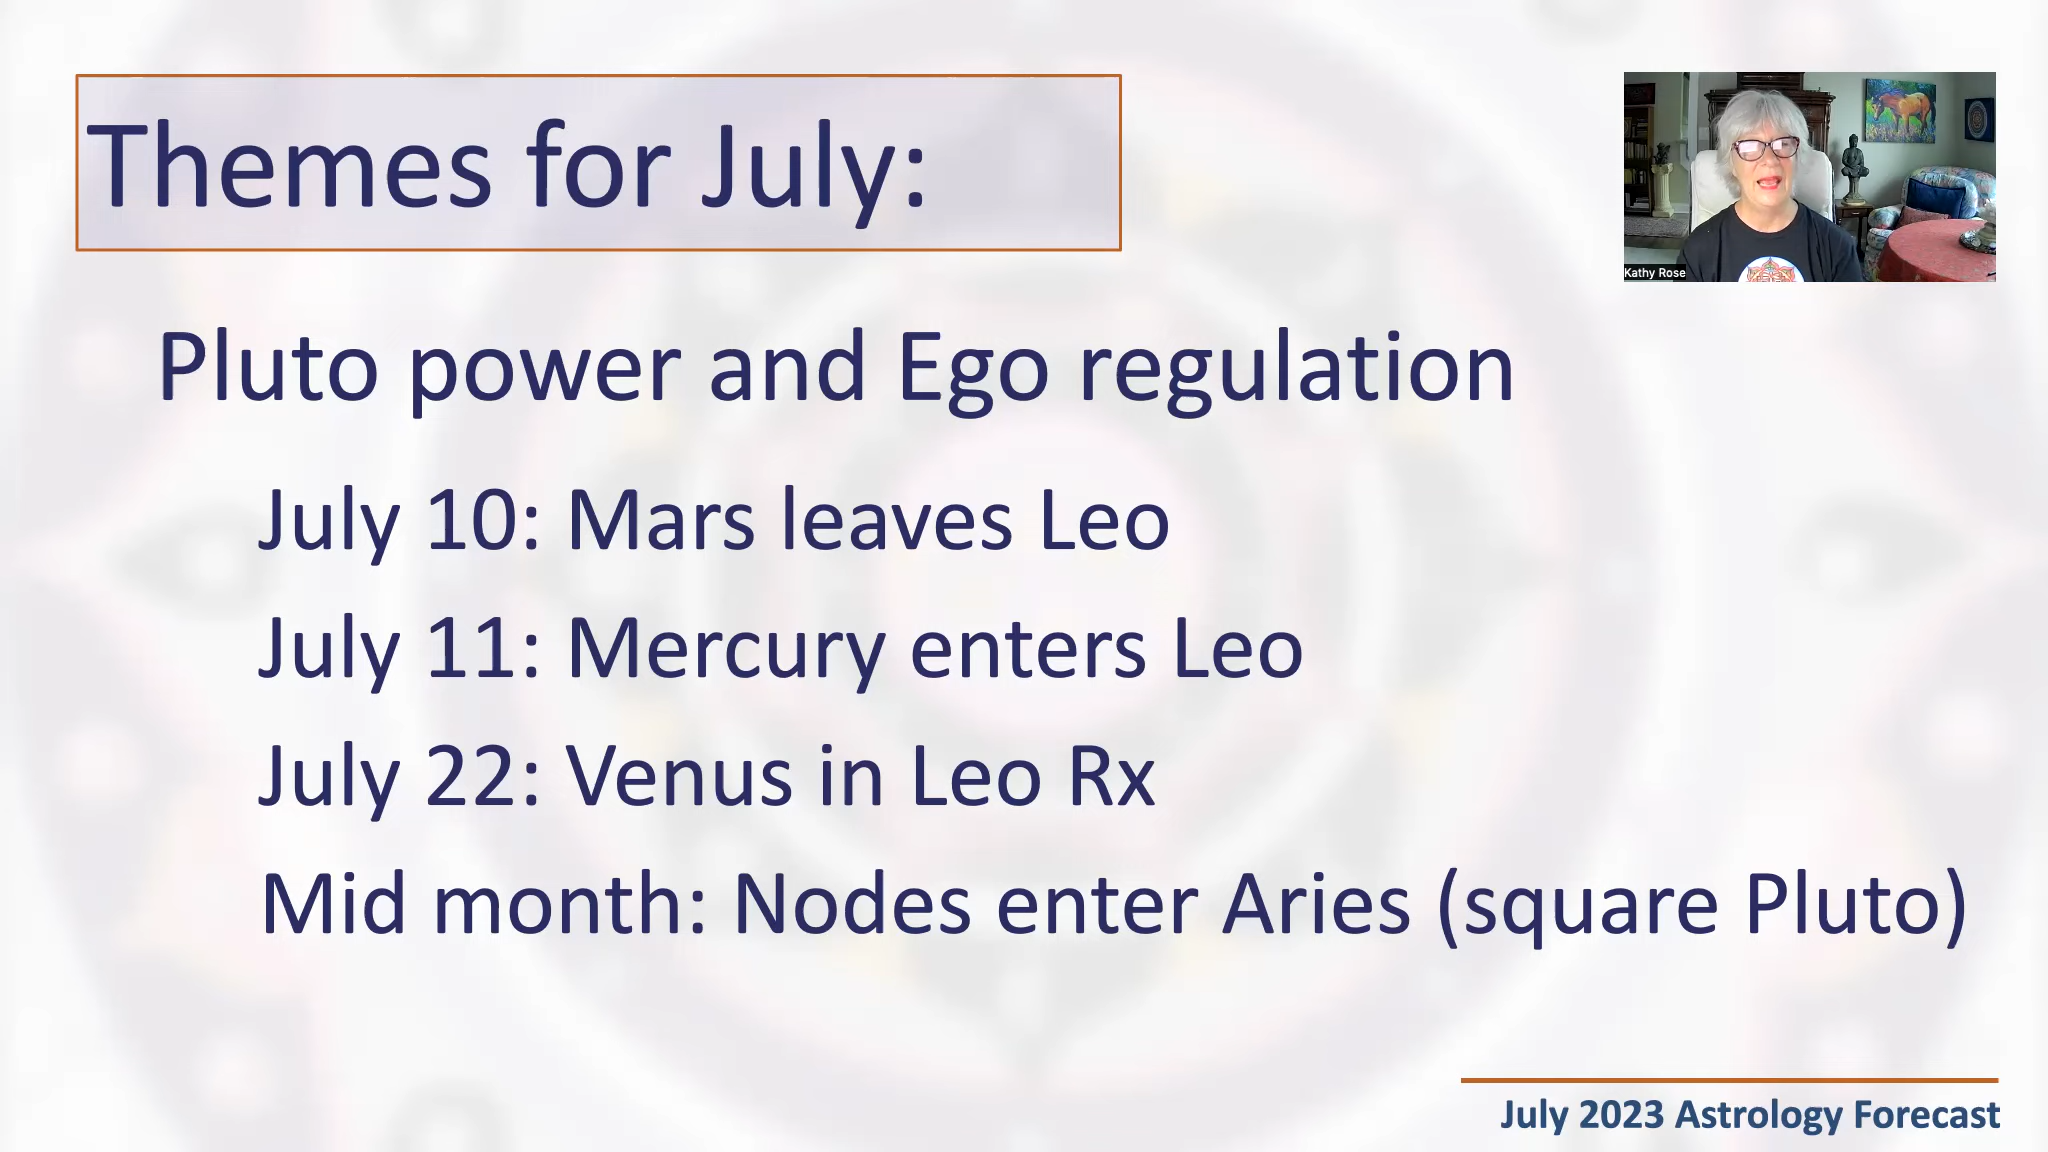 Themes for July:
Kathy Rose
Pluto power and Ego regulation
July 10: Mars leaves Leo
July 11: Mercury enters Leo
July 22: Venus in Leo Rx
Mid month: Nodes enter Aries (square Pluto)
July 2023 Astrology Forecast